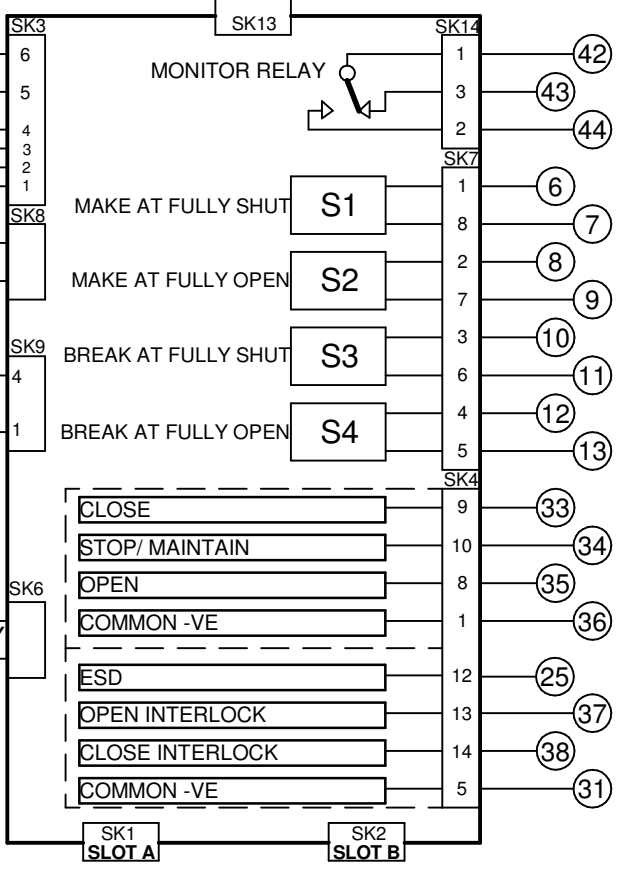 SK3
SK13
SK14
6
MONITOR RELAY
1
42
5
3
43
4
2
44
3
2
1
SK7
MAKE AT FULLY SHUT
S1
1
6
SK8
8
7
MAKE AT FULLY OPEN
S2
2
8
7
9
SK9
BREAK AT FULLY SHUT
S3
3
10
4
6
11
1
BREAK AT FULLY OPEN
S4
4
12
5
13
SK4
CLOSE
9
33
STOP/ MAINTAIN
10
34
SK6
OPEN
8
35
COMMON -VE
1
36
ESD
12
25
OPEN INTERLOCK
13
37
CLOSE INTERLOCK
14
38
COMMON -VE
5
31
SK1
SLOT A
SK2
SLOT B